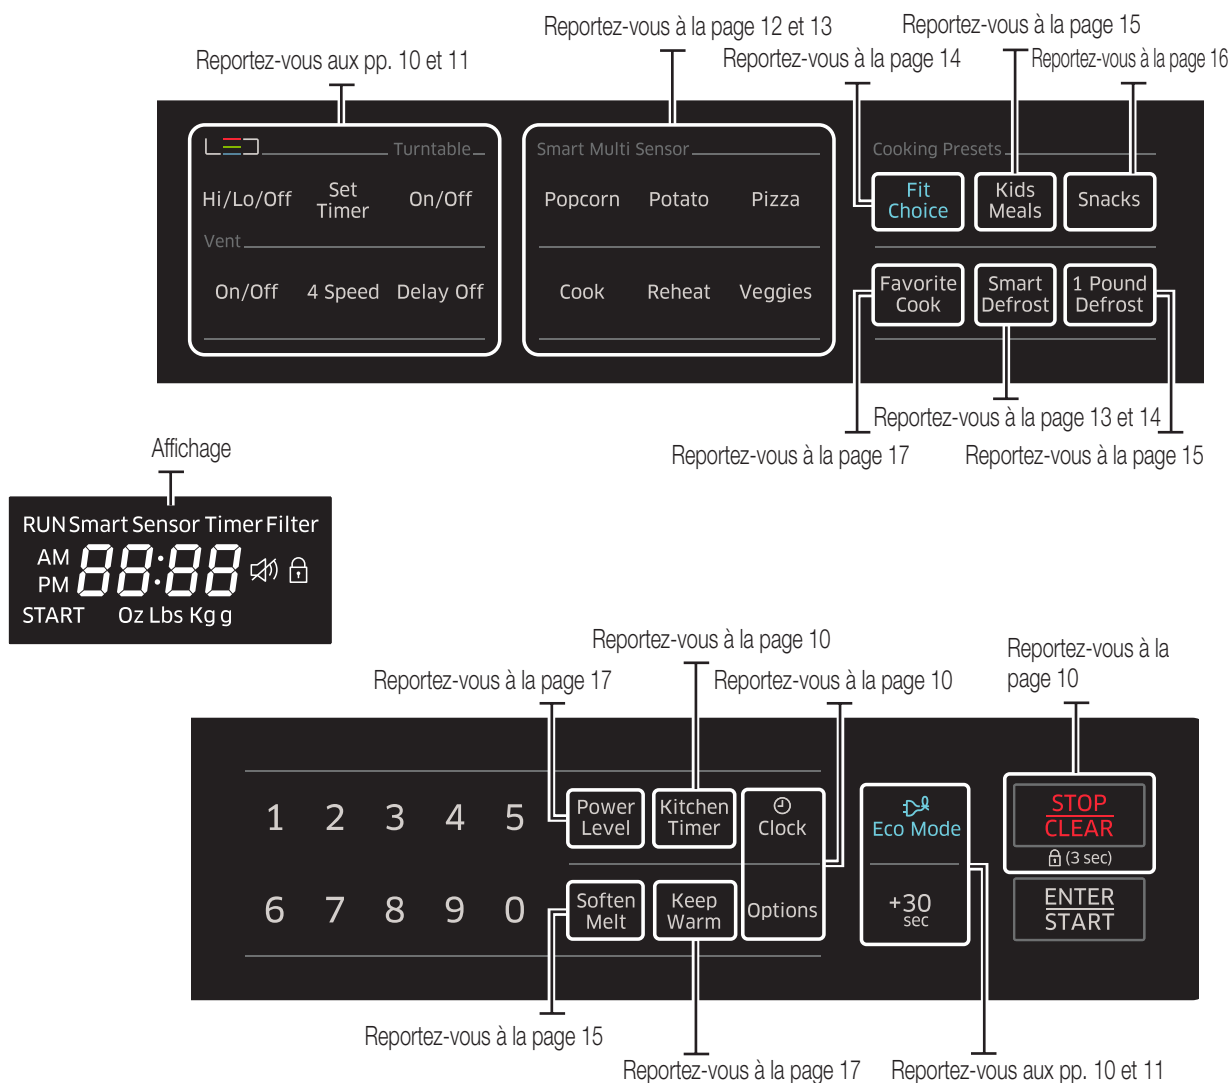 Reportez-vous à la page 12 et 13
Reportez-vous à la page 15
Reportez-vous aux pp. 10 et 11
Reportez-vous à la page 14
Reportez-vous à la page 16
LED
Turntable
Smart Multi Sensor
Cooking Presets
Hi/Lo/Off
Set
Timer
On/Off
Popcorn
Potato
Pizza
Fit
Choice
Kids
Meals
Snacks
Vent
On/Off
4 Speed
Delay Off
Cook
Reheat
Veggies
Favorite
Cook
Smart
Defrost
1 Pound
Defrost
Reportez-vous à la page 13 et 14
Reportez-vous à la page 17
Reportez-vous à la page 15
Affichage
RUN Smart Sensor Timer Filter
AM
PM
88:88
START
Oz Lbs Kg g
Reportez-vous à la page 10
Reportez-vous à la
page 10
Reportez-vous à la page 17
Reportez-vous à la page 10
1 2 3 4 5
Power
Level
Kitchen
Timer
Clock
Eco Mode
STOP
CLEAR
(3 sec)
6 7 8 9 0
Soften
Melt
Keep
Warm
Options
+30
sec
ENTER
START
Reportez-vous à la page 15
Reportez-vous à la page 17
Reportez-vous aux pp. 10 et 11